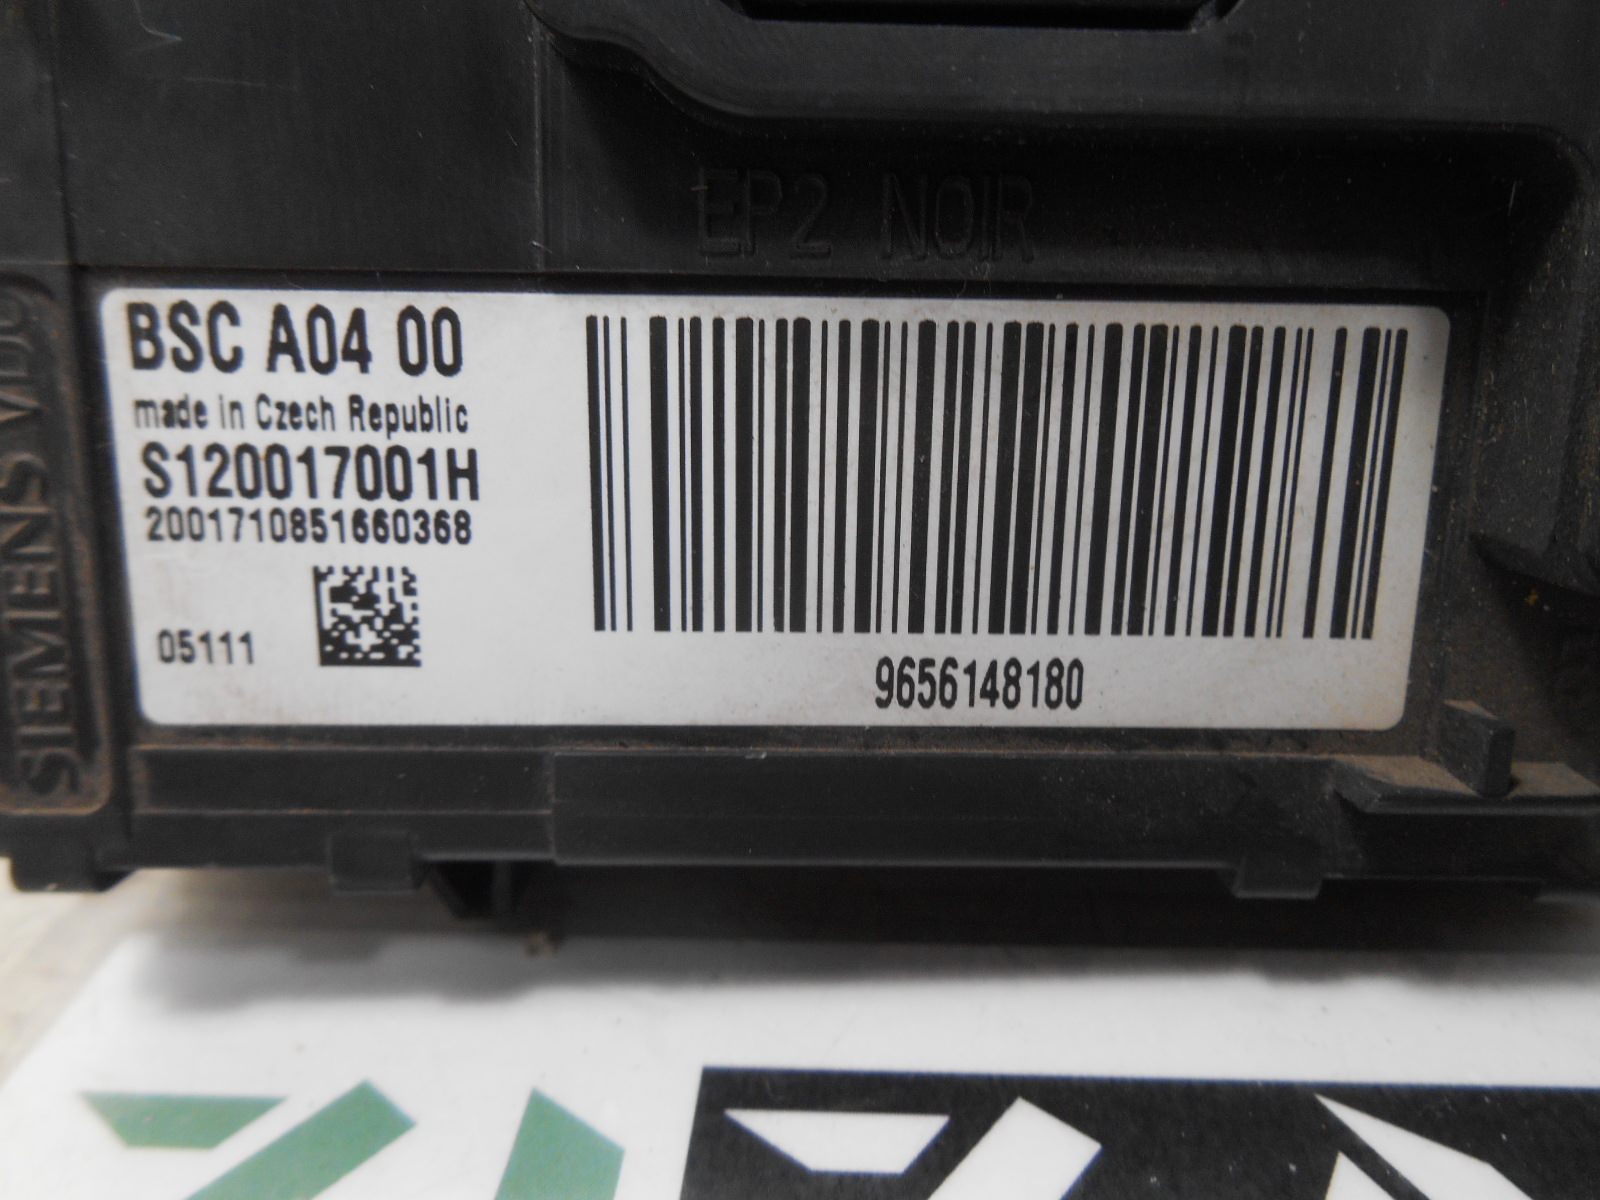 EP2 NOIR
BSC A04 00
made in Czech Republic
S120017001H
2001710851660368
05111
9656148180
SIEMENS VDO